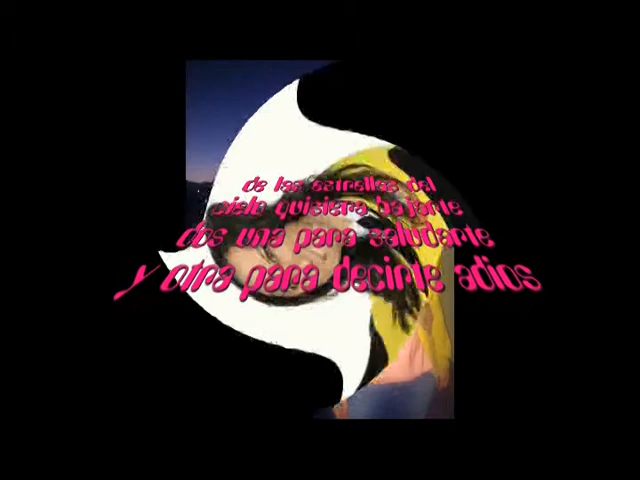 de las estrellas del
cielo quisiera bajarte
dos una para saludarte
y otra para decirte adios